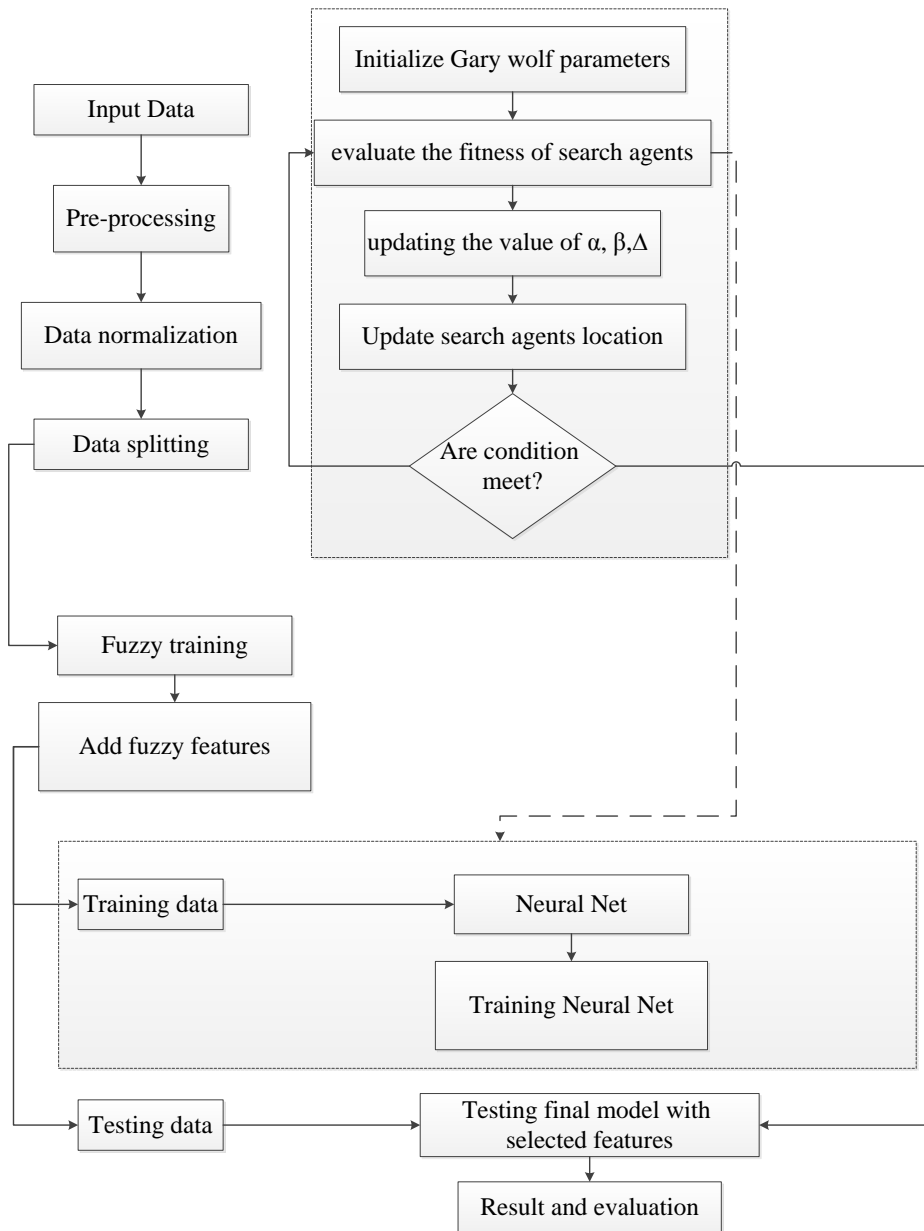 Initialize Gary wolf parameters
Input Data
evaluate the fitness of search agents
Pre-processing
updating the value of α, β,Δ
Data normalization
Update search agents location
Data splitting
Are condition
meet?
Fuzzy training
Add fuzzy features
Training data
Neural Net
Training Neural Net
Testing data
Testing final model with
selected features
Result and evaluation